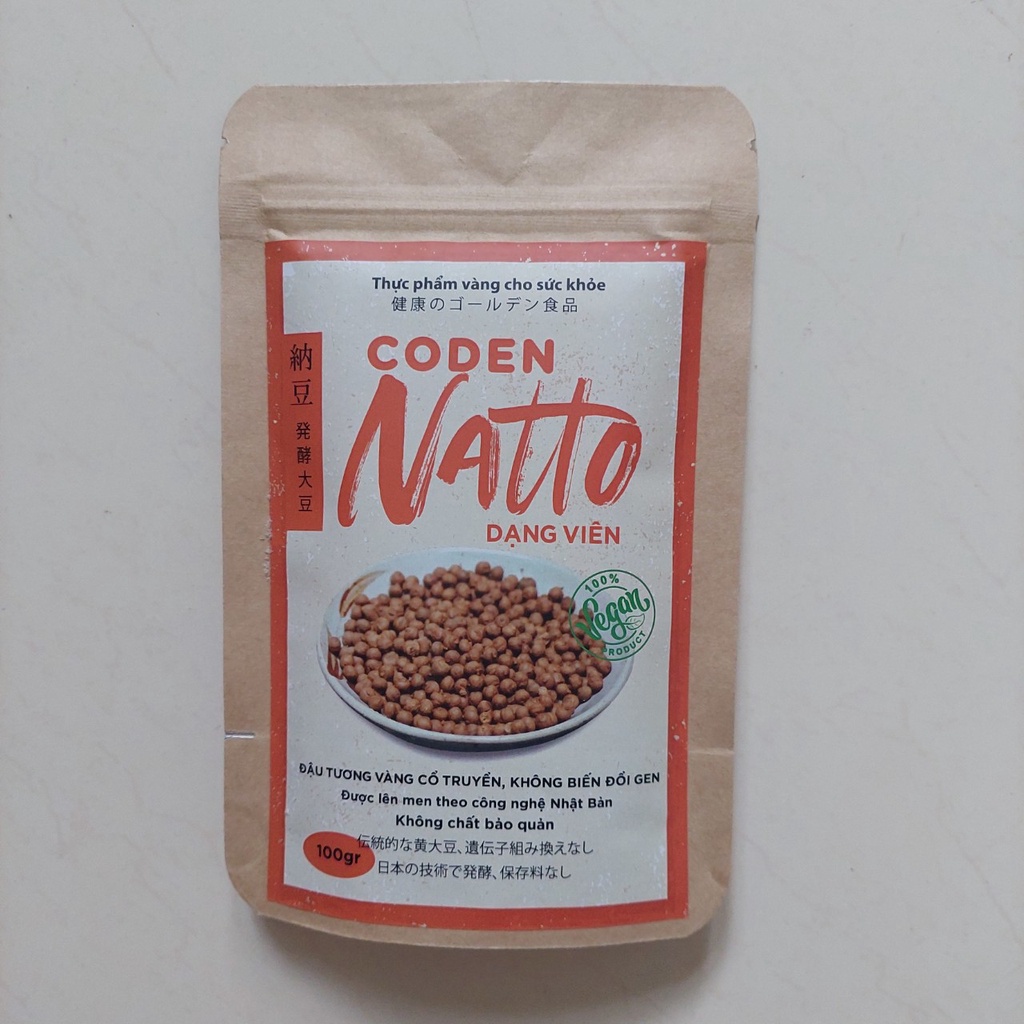 Thực phẩm vàng cho sức khỏe
健康のゴールデン食品
納豆 発酵大豆
CODEN
Natto
DẠNG VIÊN
100%
Vegan
PRODUCT
ĐẬU TƯƠNG VÀNG CỔ TRUYỀN, KHÔNG BIẾN ĐỔI GEN
Được lên men theo công nghệ Nhật Bản
Không chất bảo quản
100gr
伝統的な黄大豆、遺伝子組み換えなし
日本の技術で発酵、保存料なし